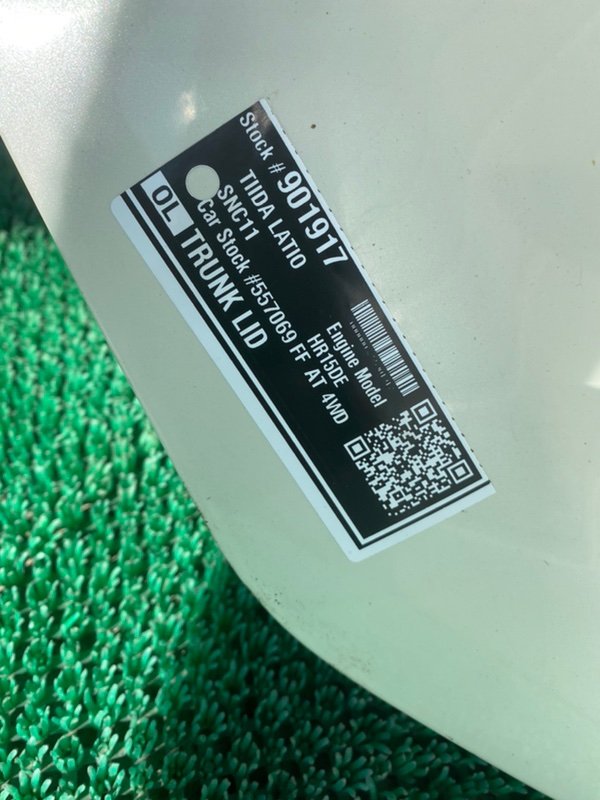 Stock # 901917
TIIDA LATIO
SNC11
Car Stock #557069 FF AT 4WD
OL TRUNK LID
Engine Model
HR15DE